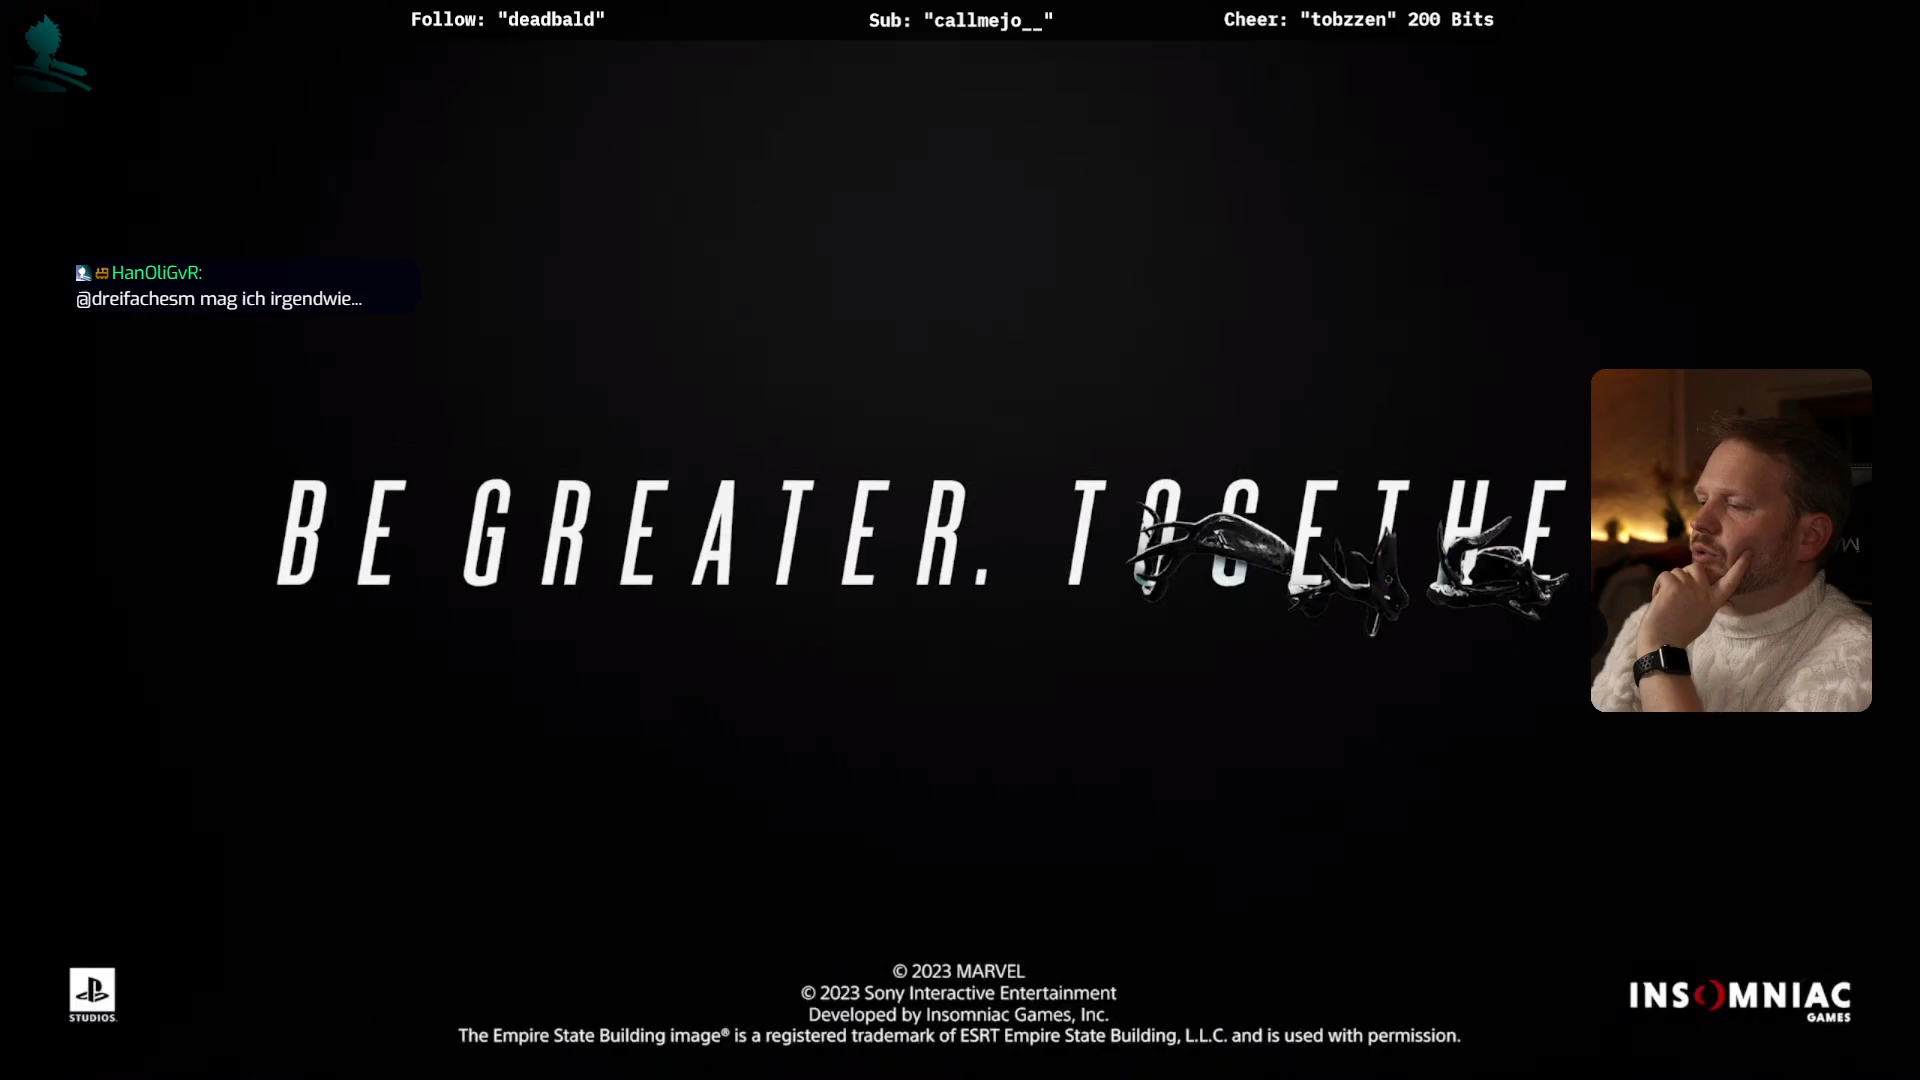 Follow: "deadbald"
Sub: "callmejo__"
Cheer: "tobzzen" 200 Bits
HanOliGvR:
@dreifachesm mag ich irgendwie...
BE GREATER. TOGETHE
© 2023 MARVEL
© 2023 Sony Interactive Entertainment
Developed by Insomniac Games, Inc.
The Empire State Building image® is a registered trademark of ESRT Empire State Building, L.L.C. and is used with permission.
STUDIOS.
INSOMNIAC
GAMES